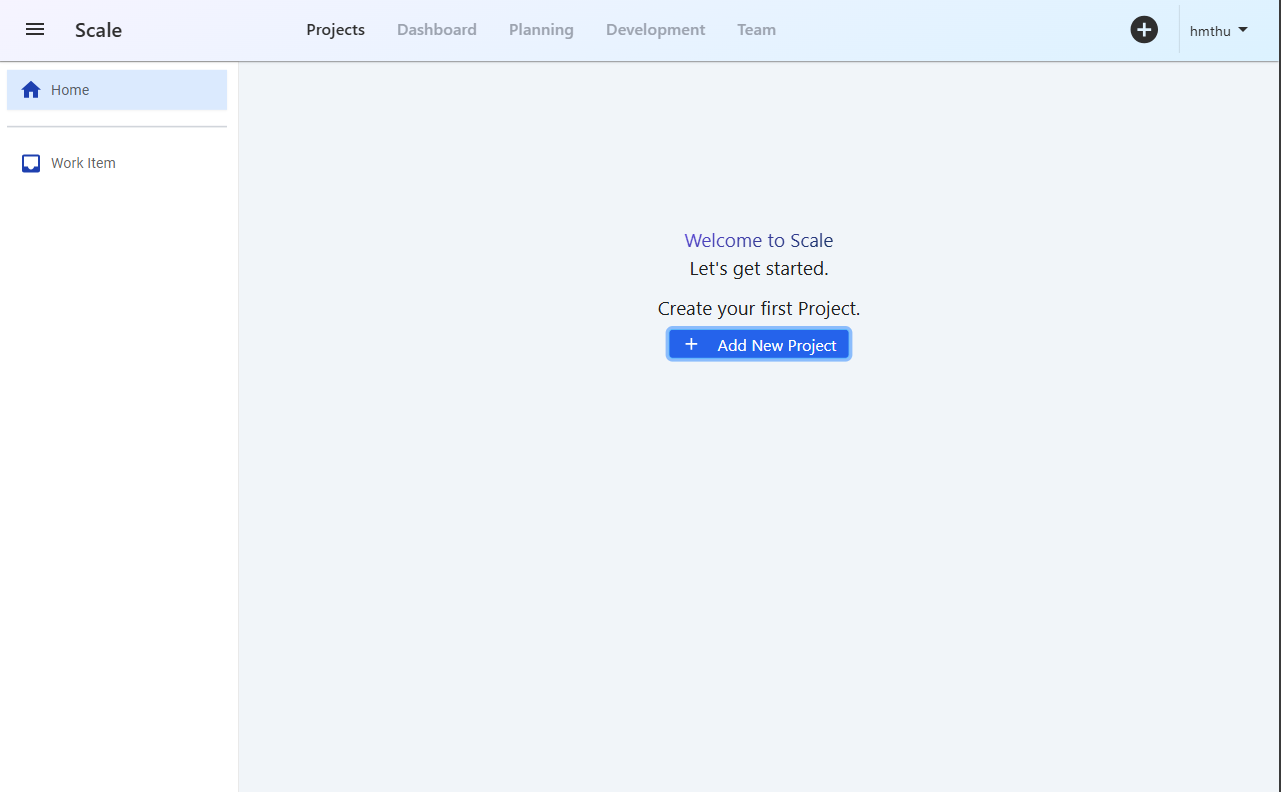 Scale
Projects Dashboard Planning Development Team
hmthu
Home
Work Item
Welcome to Scale
Let's get started.
Create your first Project.
+ Add New Project